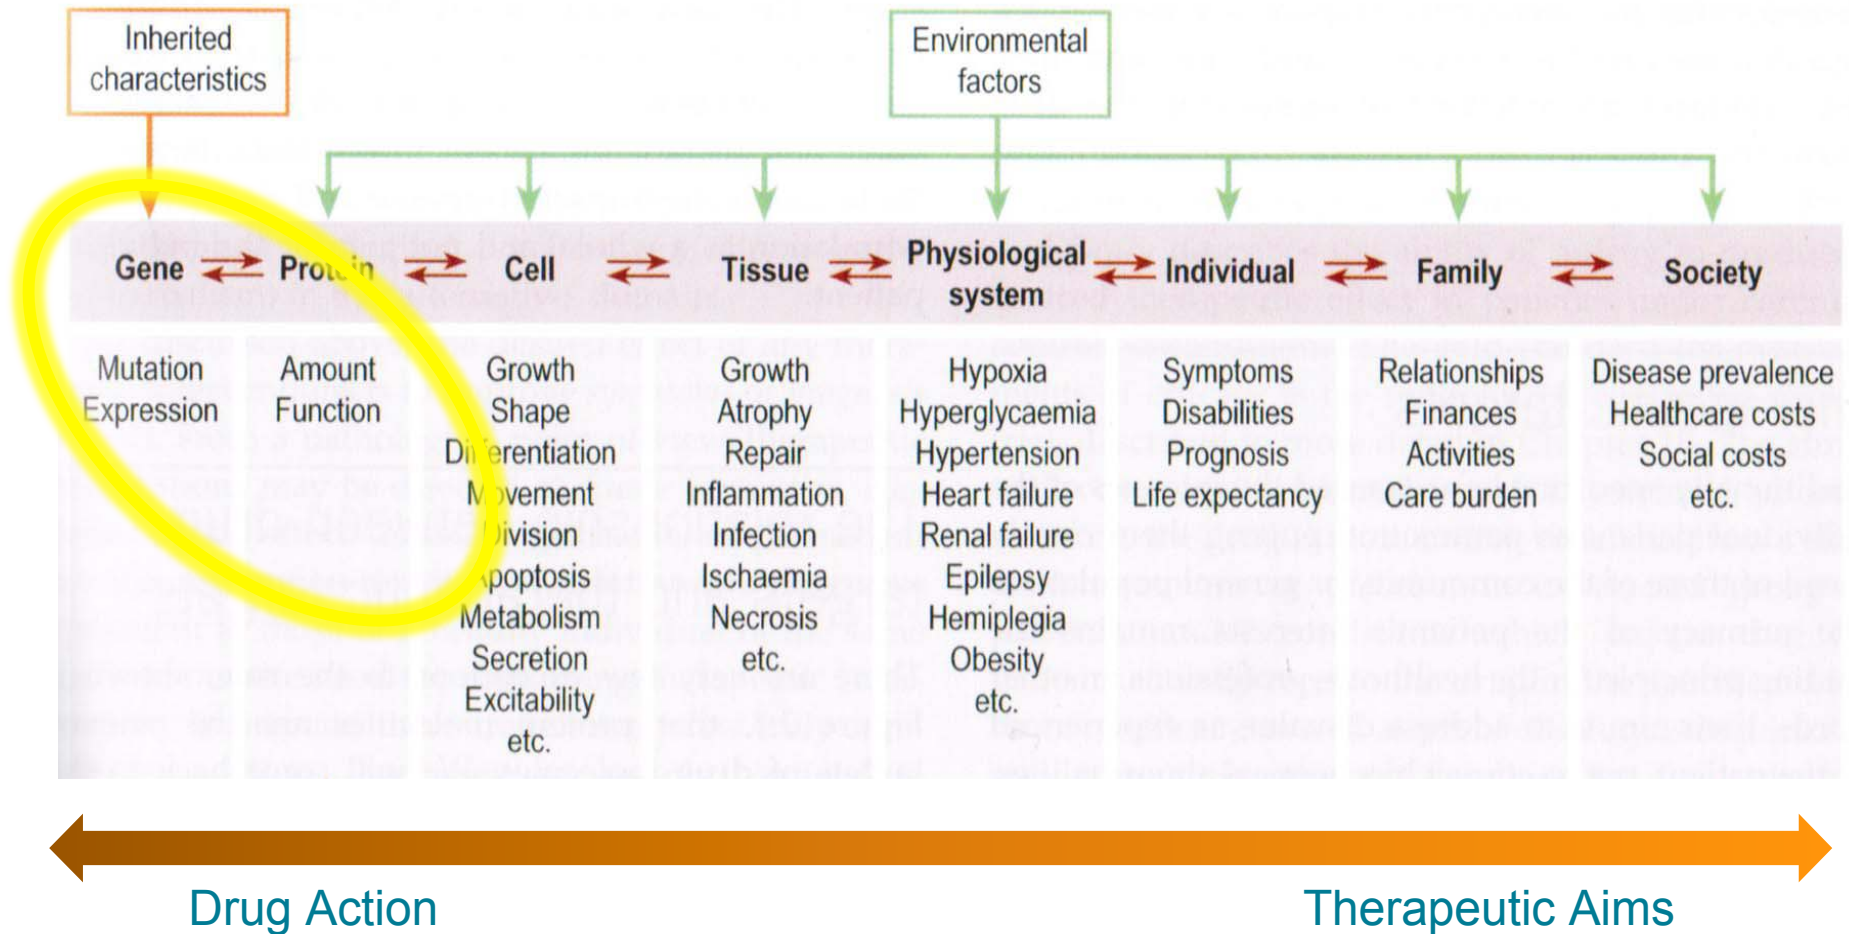 Inherited
characteristics
Environmental
factors
Gene Protein Cell Tissue Physiological system Individual Family Society
Mutation
Expression
Amount
Function
Growth
Shape
Differentiation
Movement
Division
Apoptosis
Metabolism
Secretion
Excitability
etc.
Growth
Atrophy
Repair
Inflammation
Infection
Ischaemia
Necrosis
etc.
Hypoxia
Hyperglycaemia
Hypertension
Heart failure
Renal failure
Epilepsy
Hemiplegia
Obesity
etc.
Symptoms
Disabilities
Prognosis
Life expectancy
Relationships
Finances
Activities
Care burden
Disease prevalence
Healthcare costs
Social costs
etc.
Drug Action
Therapeutic Aims